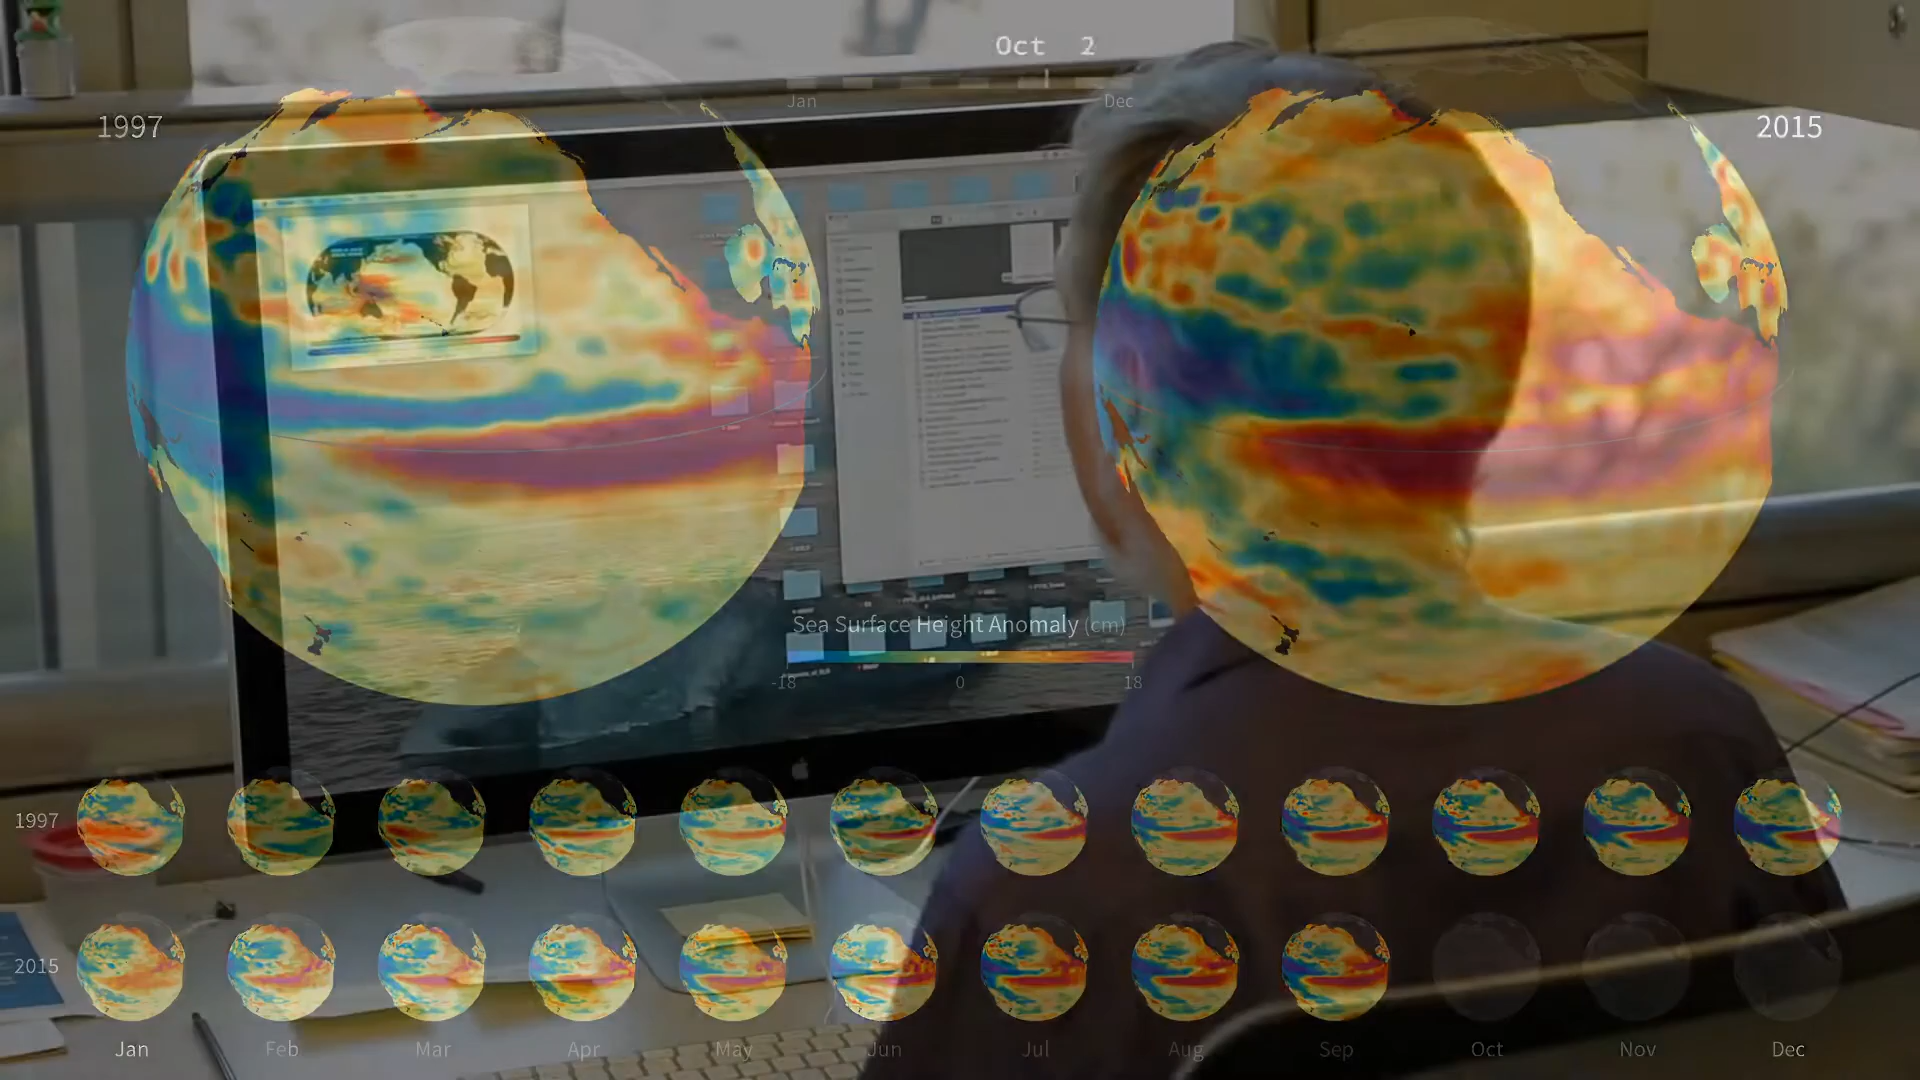 Oct 2
Jan Dec
1997
2015
Sea Surface Height Anomaly (cm)
-18 0 18
1997
2015
Jan Feb Mar Apr May Jun Jul Aug Sep Oct Nov Dec